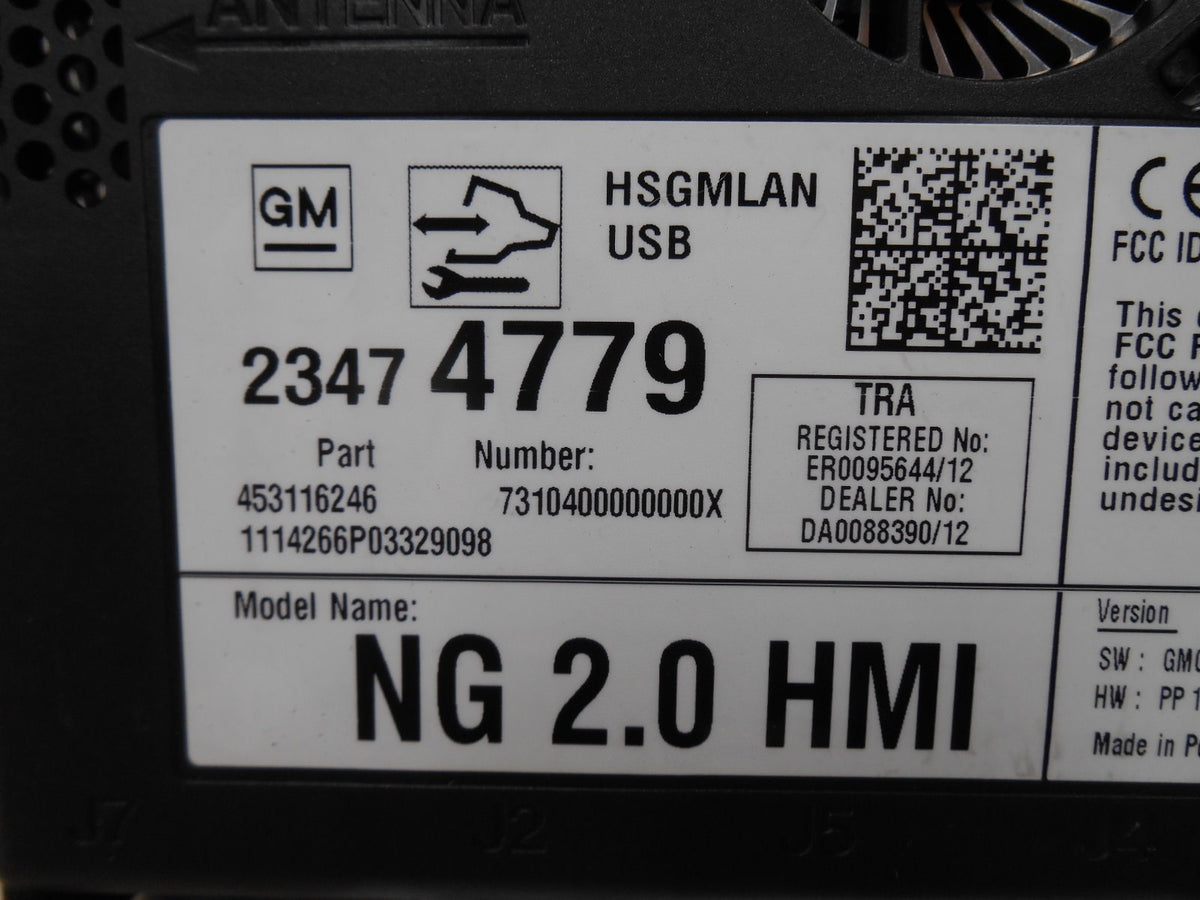 ANTENNA
GM
HSGMLAN
USB
2347 4779
Part Number:
453116246 7310400000000X
1114266P03329098
TRA
REGISTERED No:
ER0095644/12
DEALER No:
DA0088390/12
Model Name:
NG 2.0 HMI
CE
FCC ID
This
FCC
follow
not ca
device
includ
undesi
Version
SW : GM
HW : PP 1
Made in P
J7 J2 J5 J4